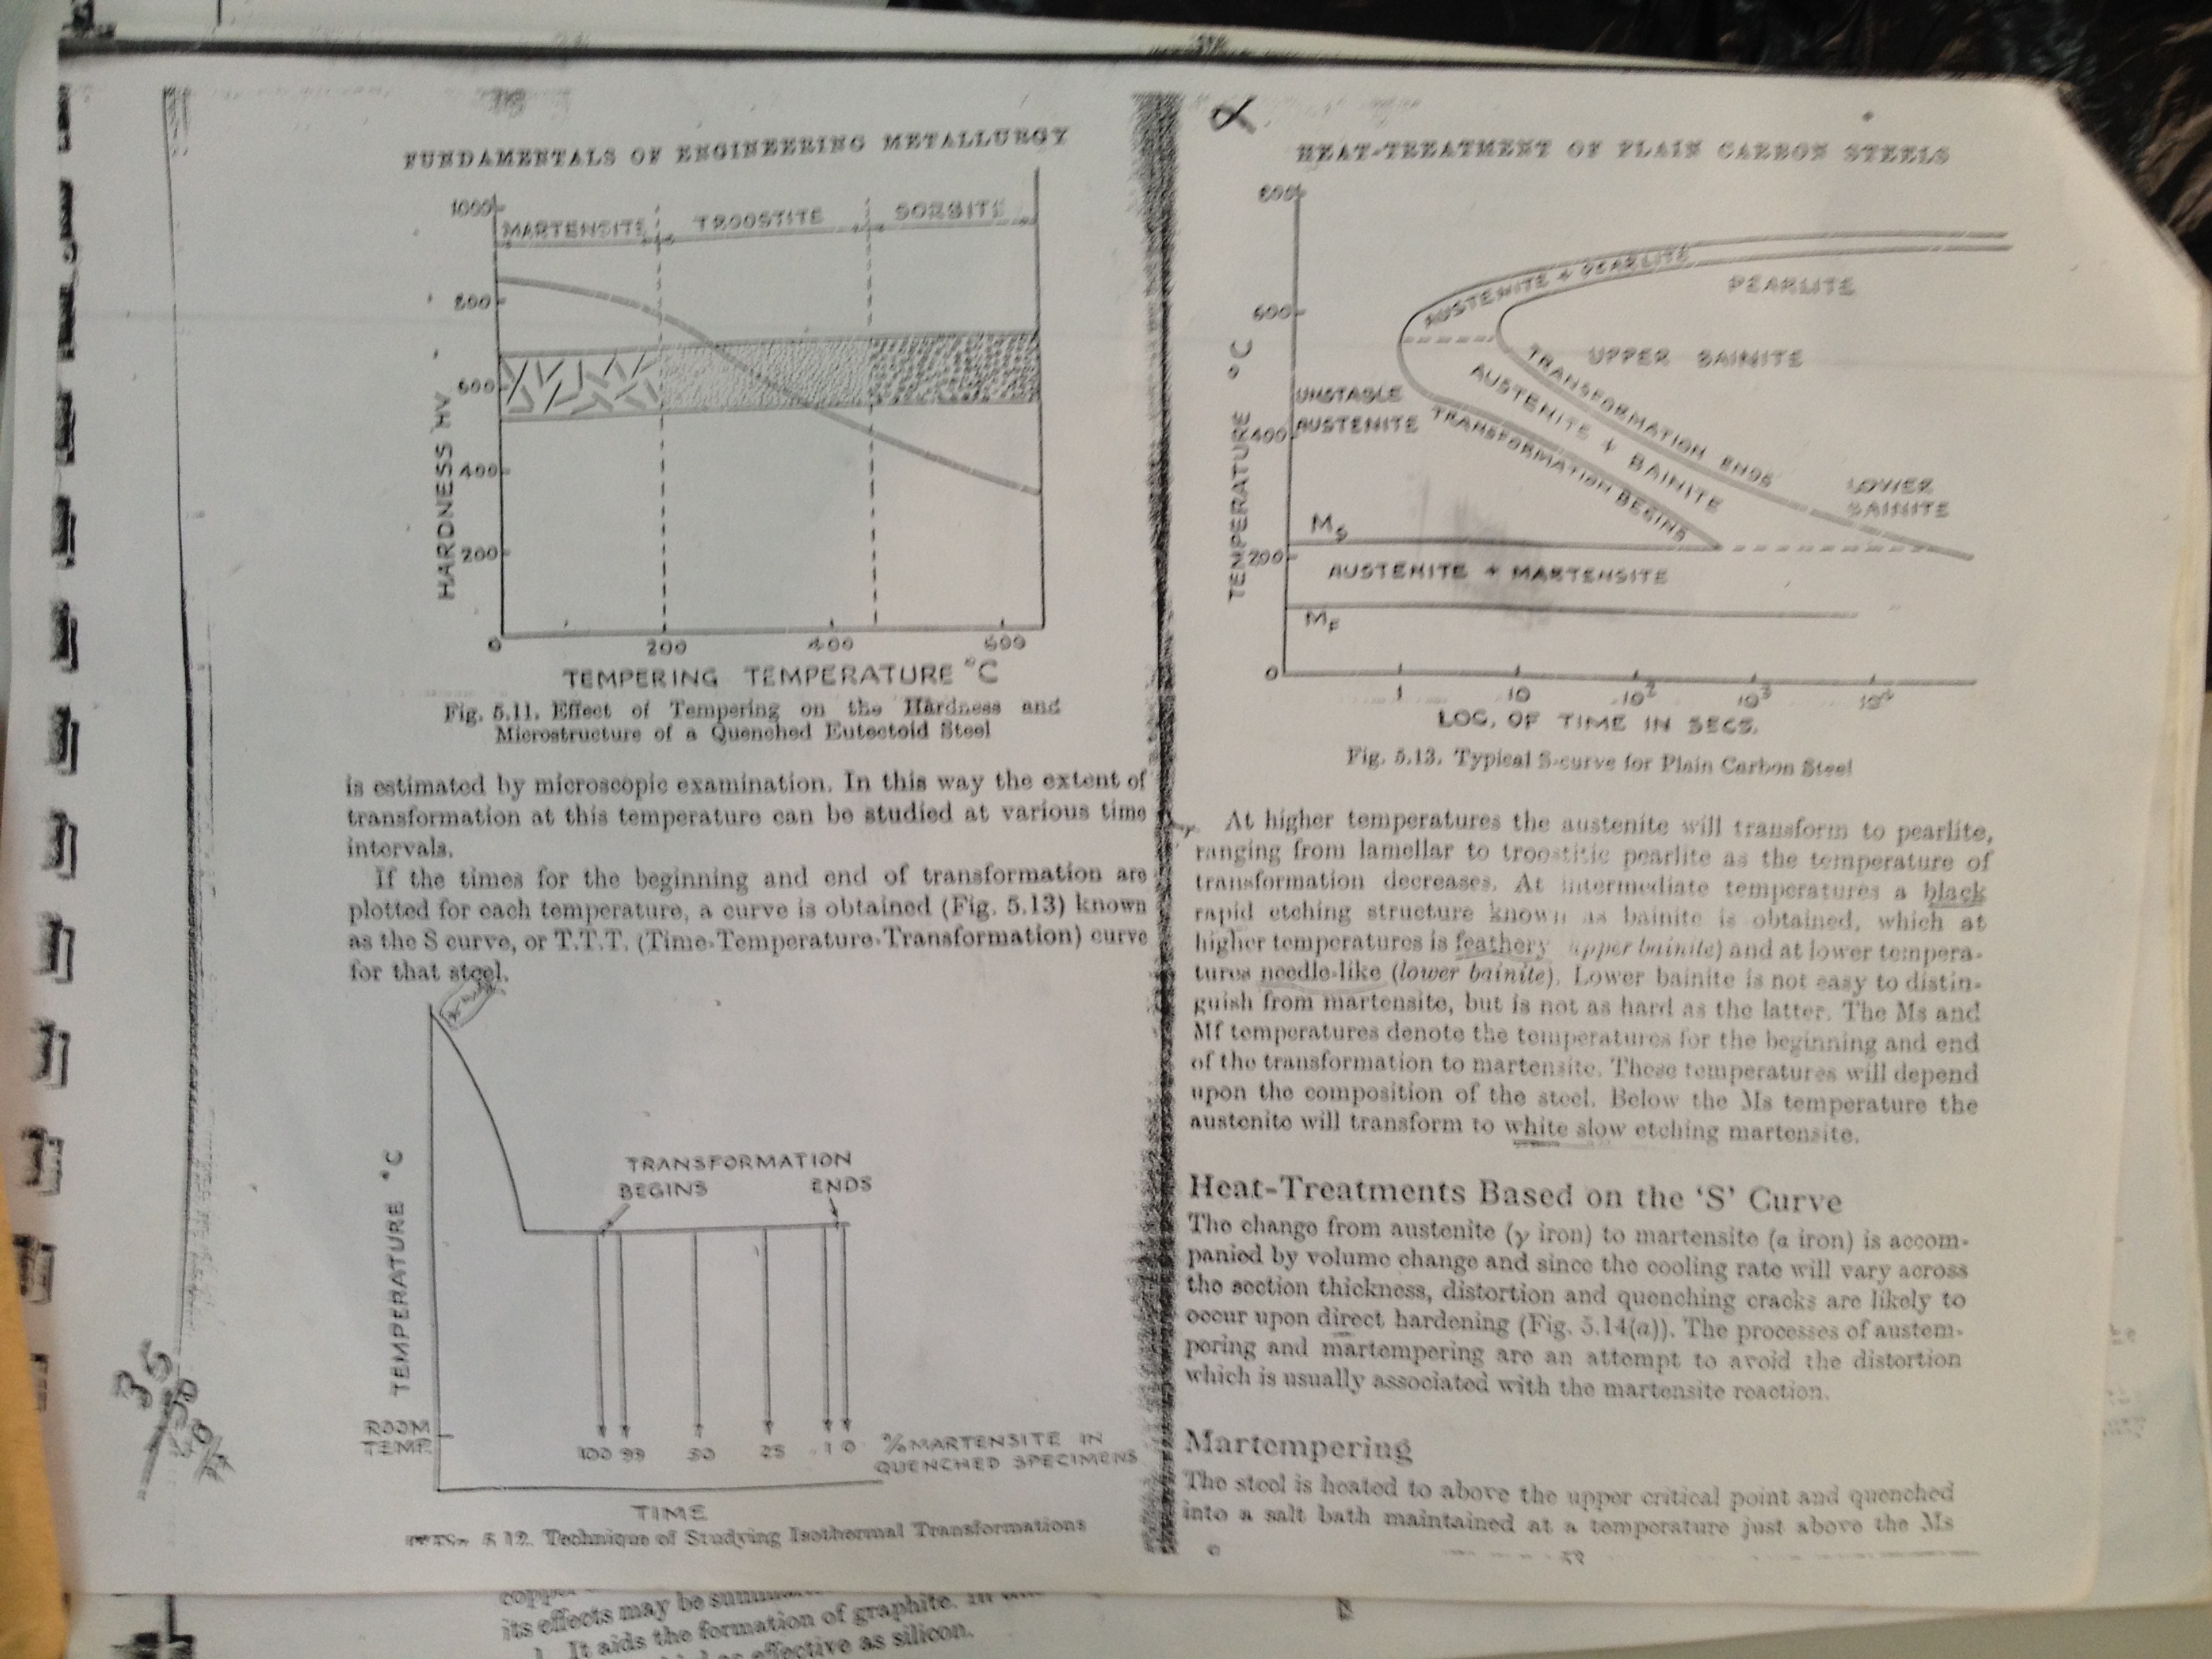 FUNDAMENTALS OF ENGINEERING METALLURGY
1000
MARTENSITE
TROOSTITE
SORBITE
800
600
400
200
HARDNESS HV
0
200
400
600
TEMPERING TEMPERATURE °C
Fig. 5.11. Effect of Tempering on the Hardness and
Microstructure of a Quenched Eutectoid Steel
is estimated by microscopic examination. In this way the extent of
transformation at this temperature can be studied at various time
intervals.
If the times for the beginning and end of transformation are
plotted for each temperature, a curve is obtained (Fig. 5.13) known
as the S curve, or T.T.T. (Time-Temperature-Transformation) curve
for that steel.
TRANSFORMATION
BEGINS
ENDS
TEMPERATURE °C
ROOM
TEMP.
100 99 50 25 1 0 %MARTENSITE IN
QUENCHED SPECIMENS
TIME
5.12. Technique of Studying Isothermal Transformations
35
α
HEAT-TREATMENT OF PLAIN CARBON STEELS
800
600
400
200
0
TEMPERATURE °C
AUSTENITE + PEARLITE
PEARLITE
UPPER BAINITE
TRANSFORMATION ENDS
AUSTENITE + BAINITE
UNSTABLE
AUSTENITE
TRANSFORMATION BEGINS
LOWER
BAINITE
MS
AUSTENITE + MARTENSITE
MF
1 10 10² 10³ 10⁴
LOG. OF TIME IN SECS.
Fig. 5.13. Typical S-curve for Plain Carbon Steel
At higher temperatures the austenite will transform to pearlite,
ranging from lamellar to troostitic pearlite as the temperature of
transformation decreases. At intermediate temperatures a black
rapid etching structure known as bainite is obtained, which at
higher temperatures is feathery upper bainite) and at lower tempera-
tures needle-like (lower bainite). Lower bainite is not easy to distin-
guish from martensite, but is not as hard as the latter. The Ms and
Mf temperatures denote the temperatures for the beginning and end
of the transformation to martensite. These temperatures will depend
upon the composition of the steel. Below the Ms temperature the
austenite will transform to white slow etching martensite.
Heat-Treatments Based on the ‘S’ Curve
The change from austenite (γ iron) to martensite (α iron) is accom-
panied by volume change and since the cooling rate will vary across
the section thickness, distortion and quenching cracks are likely to
occur upon direct hardening (Fig. 5.14(a)). The processes of austem-
pering and martempering are an attempt to avoid the distortion
which is usually associated with the martensite reaction.
Martempering
The steel is heated to above the upper critical point and quenched
into a salt bath maintained at a temperature just above the Ms
its effects may be
1. It aids the formation of graphite. In
effective as silicon.